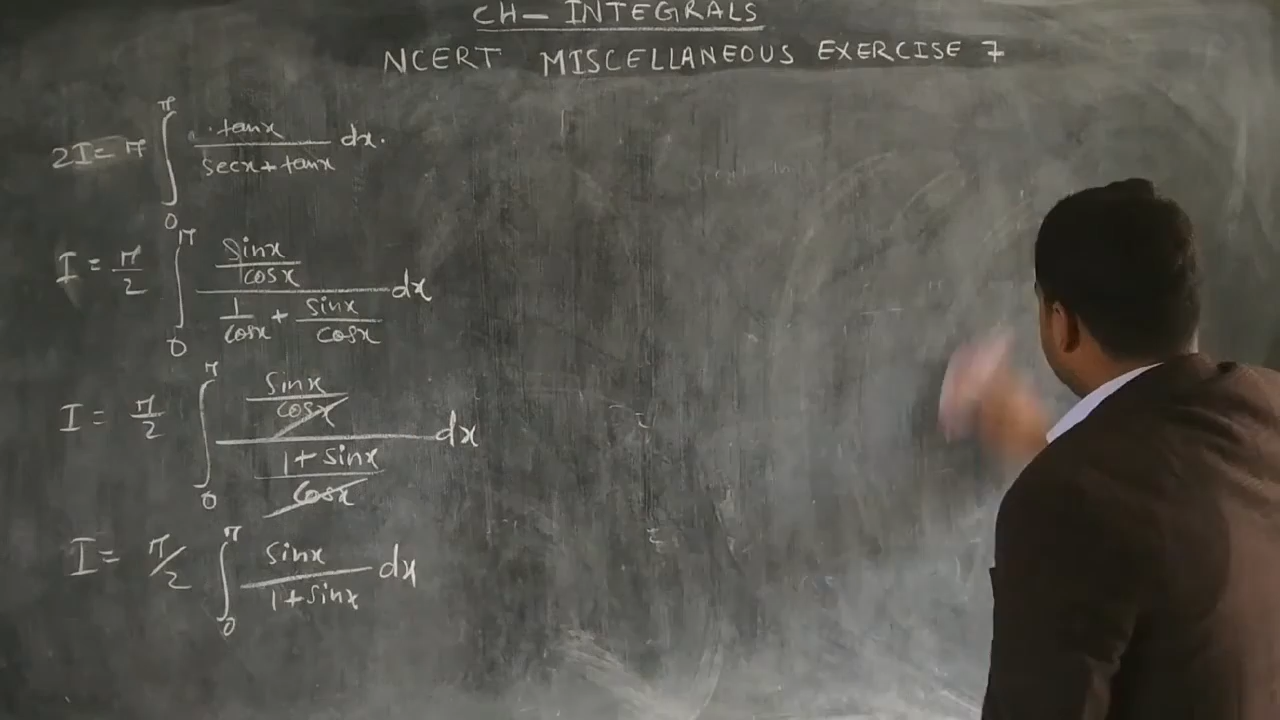 CH - INTEGRALS
NCERT MISCELLANEOUS EXERCISE 7
2I = π ∫₀^π tanx / (secx + tanx) dx.
I = π/2 ∫₀^π (sinx/cosx) / (1/cosx + sinx/cosx) dx
I = π/2 ∫₀^π (sinx/cosx) / ((1 + sinx)/cosx) dx
I = π/2 ∫₀^π sinx / (1 + sinx) dx